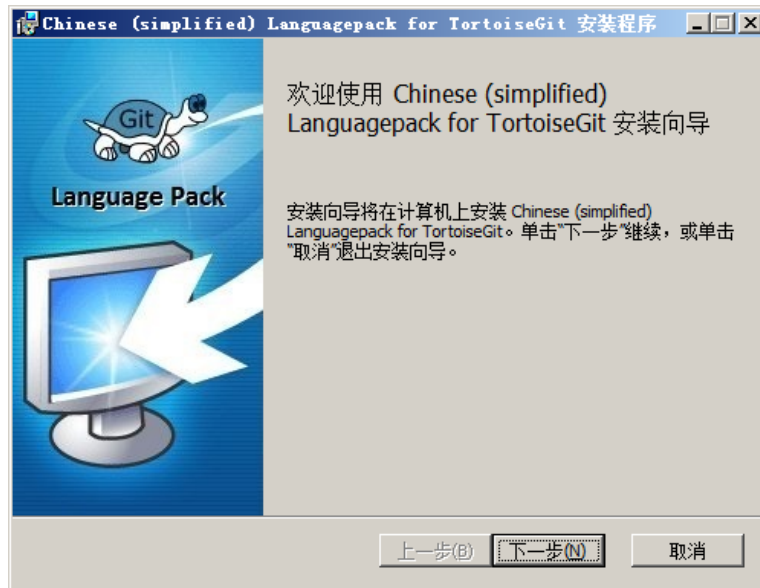 Chinese (simplified) Languagepack for TortoiseGit 安装程序
Git
Language Pack
欢迎使用 Chinese (simplified)
Languagepack for TortoiseGit 安装向导
安装向导将在计算机上安装 Chinese (simplified)
Languagepack for TortoiseGit。单击"下一步"继续，或单击
"取消"退出安装向导。
上一步(B) 下一步(N) 取消